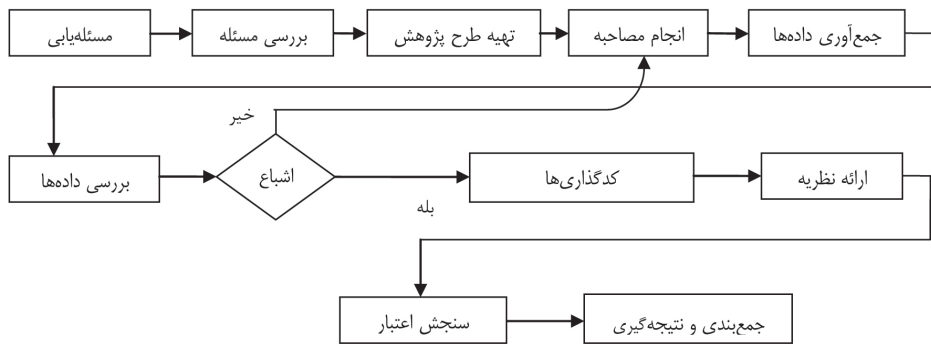 مسئله‌یابی
بررسی مسئله
تهیه طرح پژوهش
انجام مصاحبه
جمع‌آوری داده‌ها
خیر
بررسی داده‌ها
اشباع
بله
کدگذاری‌ها
ارائه نظریه
سنجش اعتبار
جمع‌بندی و نتیجه‌گیری